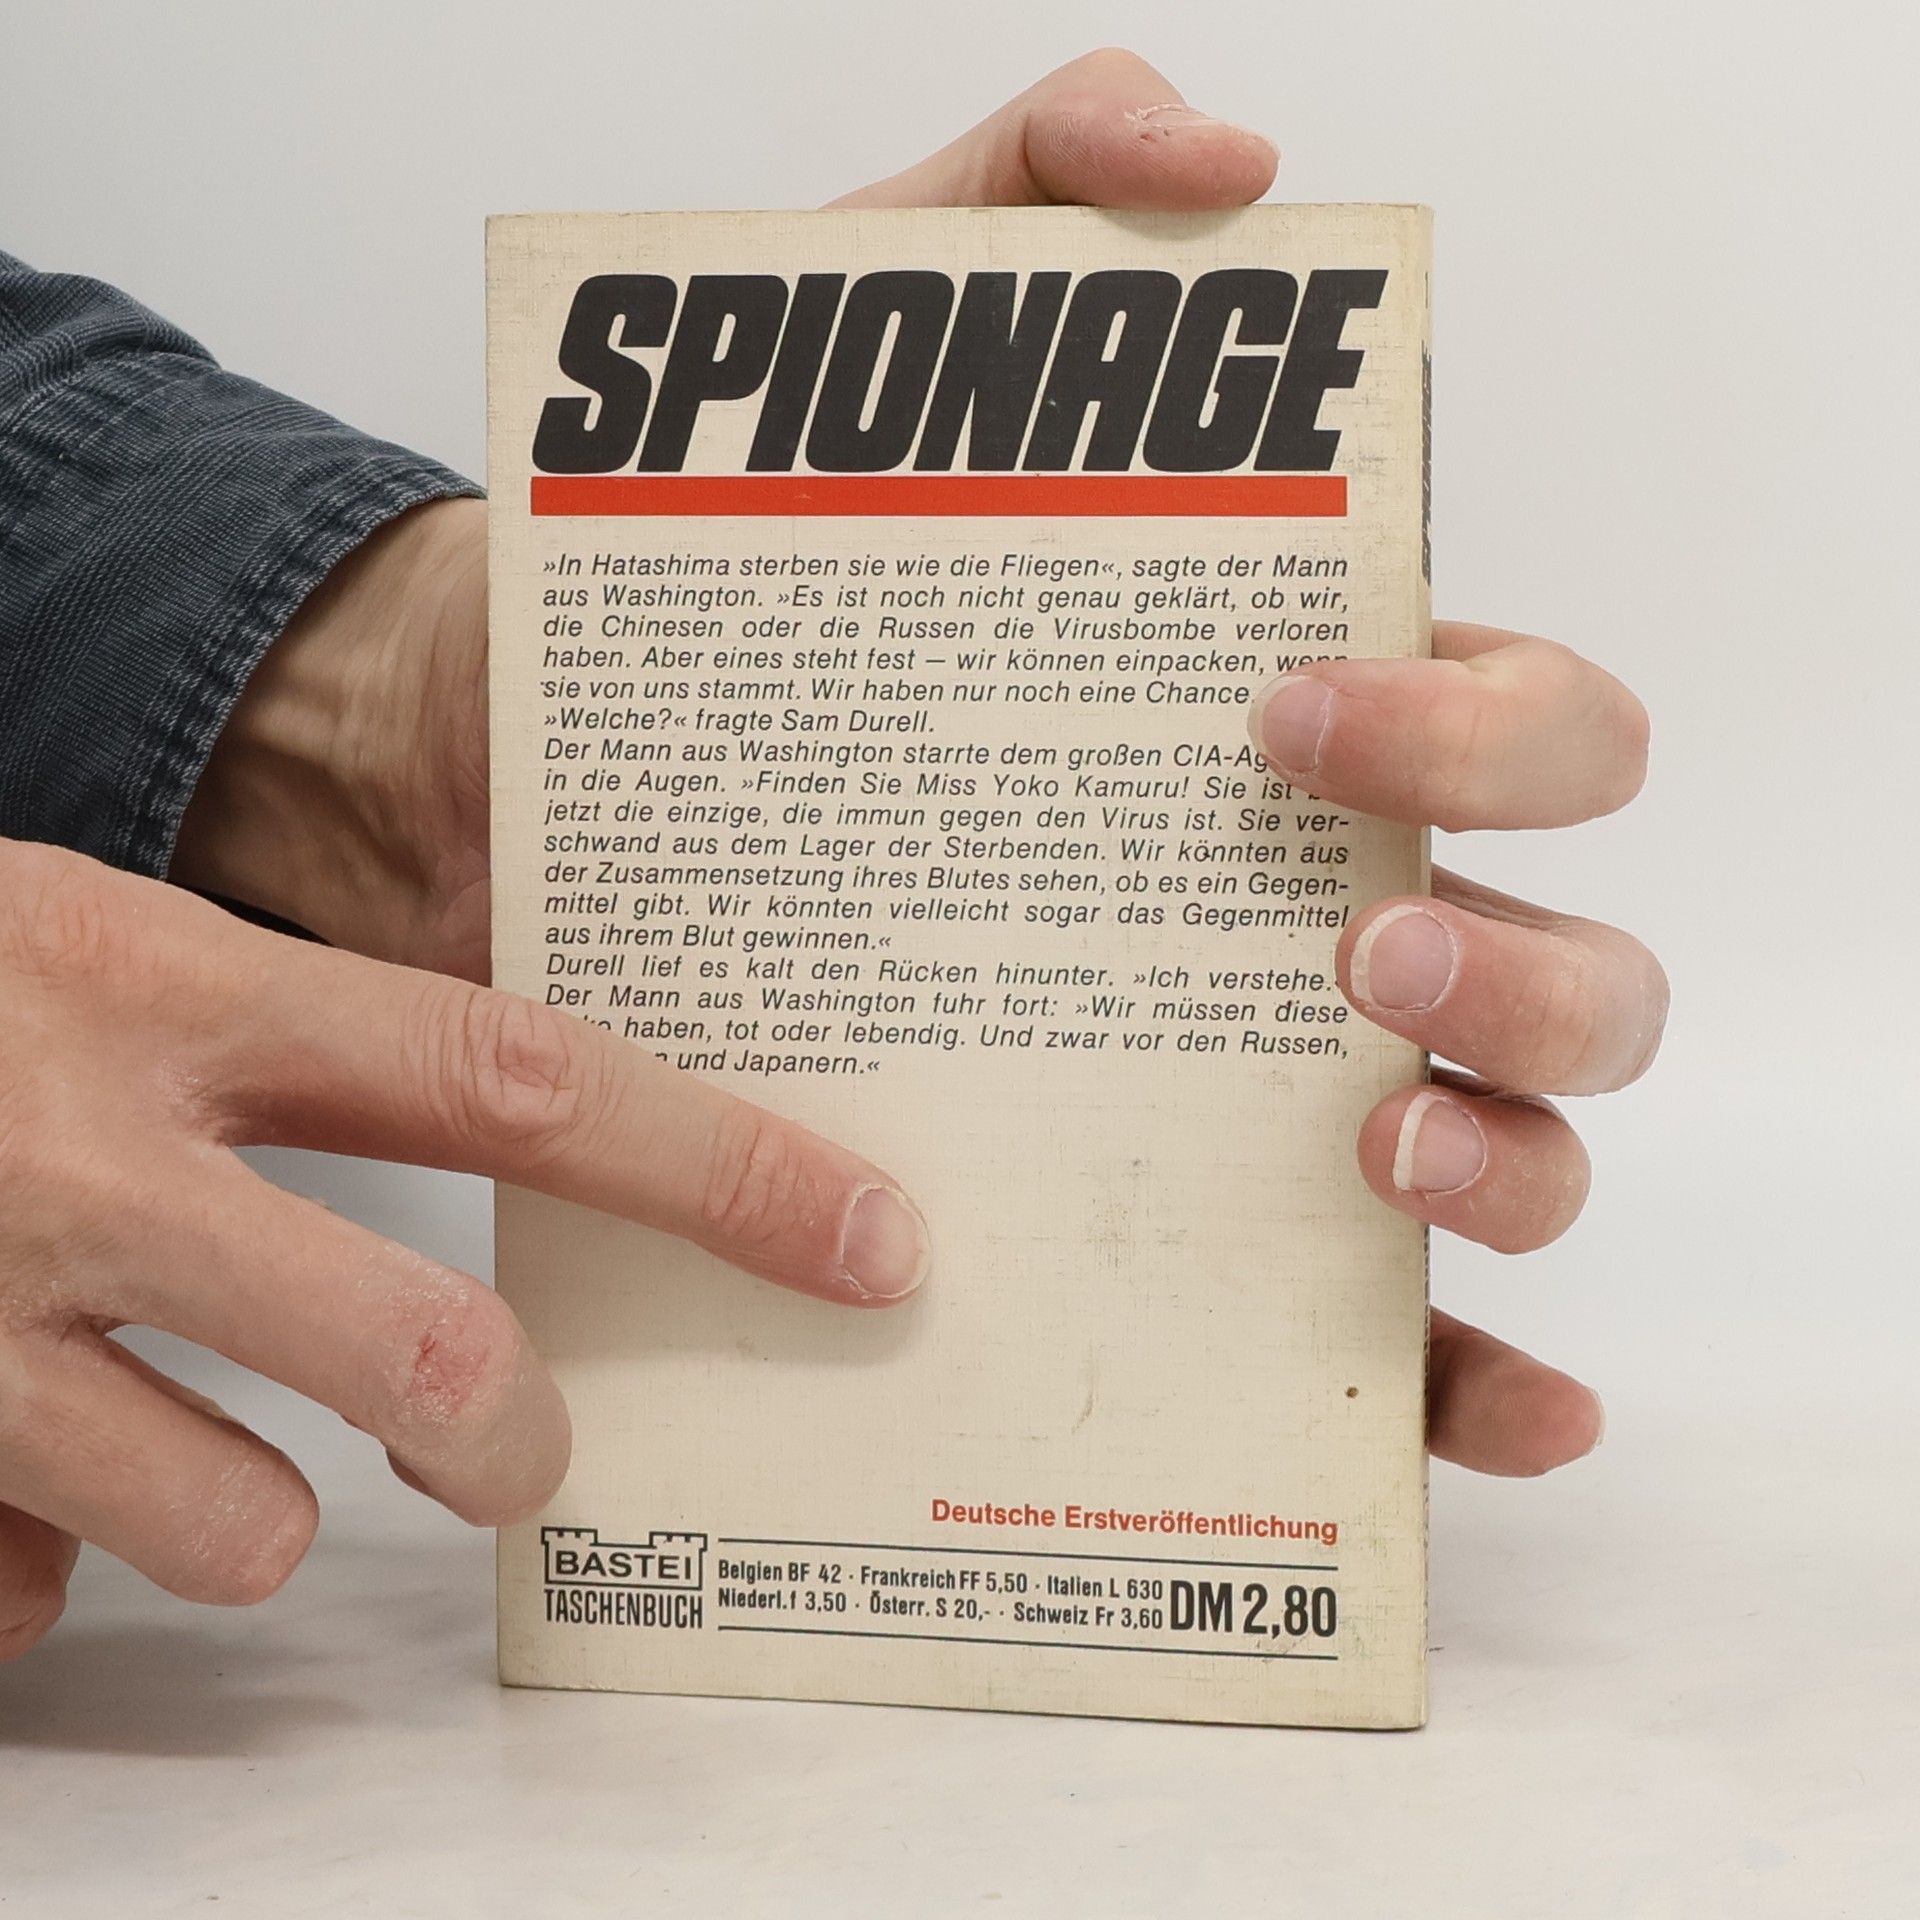 SPIONAGE
»In Hatashima sterben sie wie die Fliegen«, sagte der Mann
aus Washington. »Es ist noch nicht genau geklärt, ob wir,
die Chinesen oder die Russen die Virusbombe verloren
haben. Aber eines steht fest – wir können einpacken, wenn
sie von uns stammt. Wir haben nur noch eine Chance.
»Welche?« fragte Sam Durell.
Der Mann aus Washington starrte dem großen
in die Augen. »Finden Sie Miss Yoko Kamuru! Sie ist
jetzt die einzige, die immun gegen den Virus ist. Sie ver-
schwand aus dem Lager der Sterbenden. Wir könnten aus
der Zusammensetzung ihres Blutes sehen, ob es ein Gegen-
mittel gibt. Wir könnten vielleicht sogar das Gegenmittel
aus ihrem Blut gewinnen.«
Durell lief es kalt den Rücken hinunter. »Ich verstehe.«
Der Mann aus Washington fuhr fort: »Wir müssen diese
haben, tot oder lebendig. Und zwar vor den Russen,
und Japanern.«
Deutsche Erstveröffentlichung
BASTEI
TASCHENBUCH
Belgien BF 42 · Frankreich FF 5,50 · Italien L 630
Niederl. f 3,50 · Österr. S 20,- · Schweiz Fr 3,60
DM 2,80